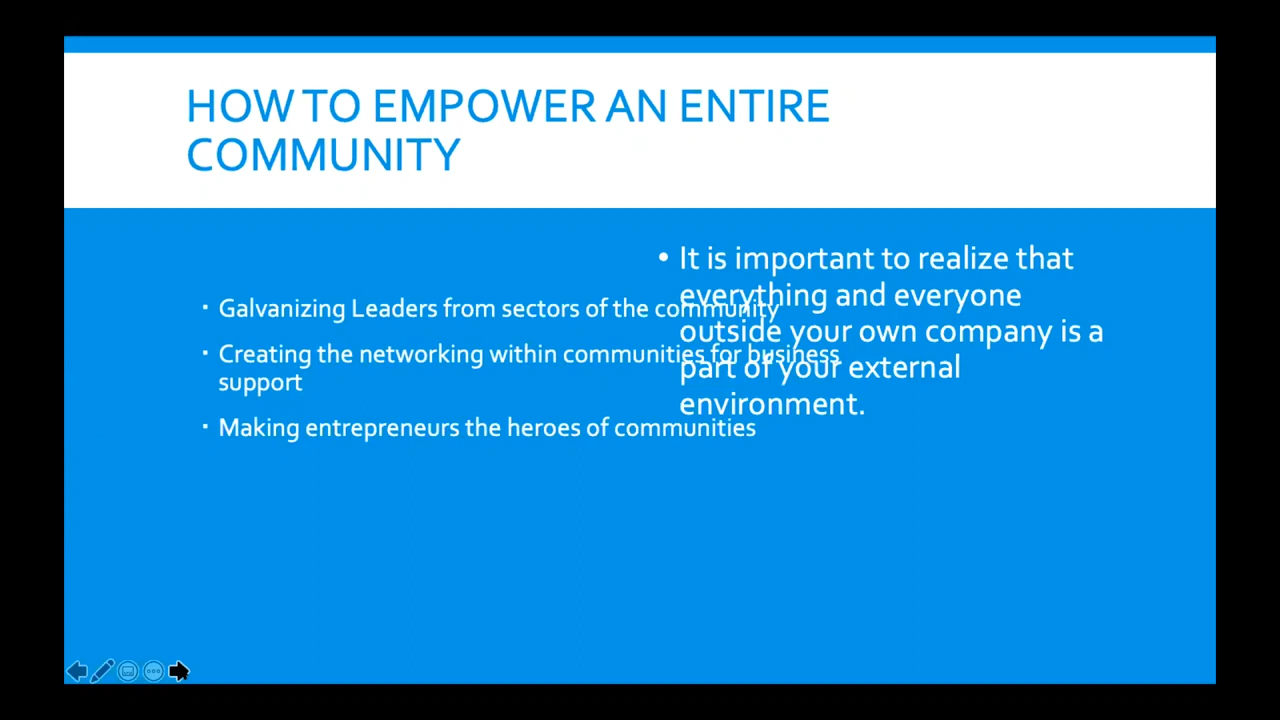 HOW TO EMPOWER AN ENTIRE
COMMUNITY
▪ Galvanizing Leaders from sectors of the community
▪ Creating the networking within communities for business
support
▪ Making entrepreneurs the heroes of communities
• It is important to realize that
everything and everyone
outside your own company is a
part of your external
environment.